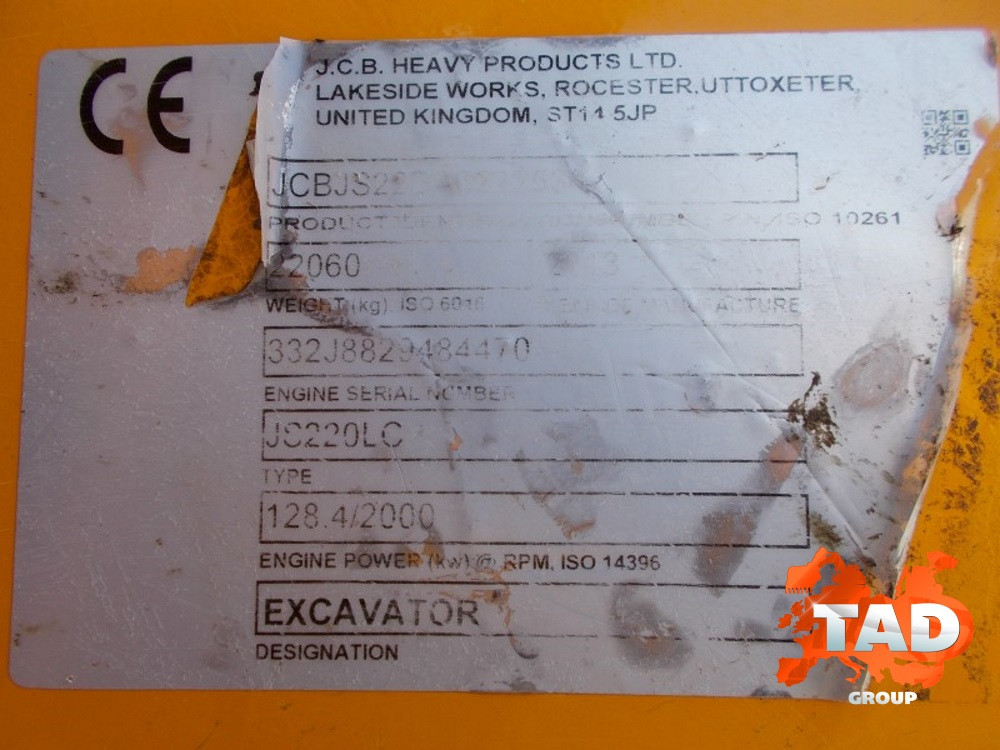 CE
J.C.B. HEAVY PRODUCTS LTD.
LAKESIDE WORKS, ROCESTER, UTTOXETER,
UNITED KINGDOM, ST14 5JP
ISO 10261
22060
WEIGHT (kg) ISO 6016 MANUFACTURE
332J8829484470
ENGINE SERIAL NUMBER
JS220LC
TYPE
128.4/2000
ENGINE POWER (kw) @ RPM, ISO 14396
EXCAVATOR
DESIGNATION
TAD
GROUP